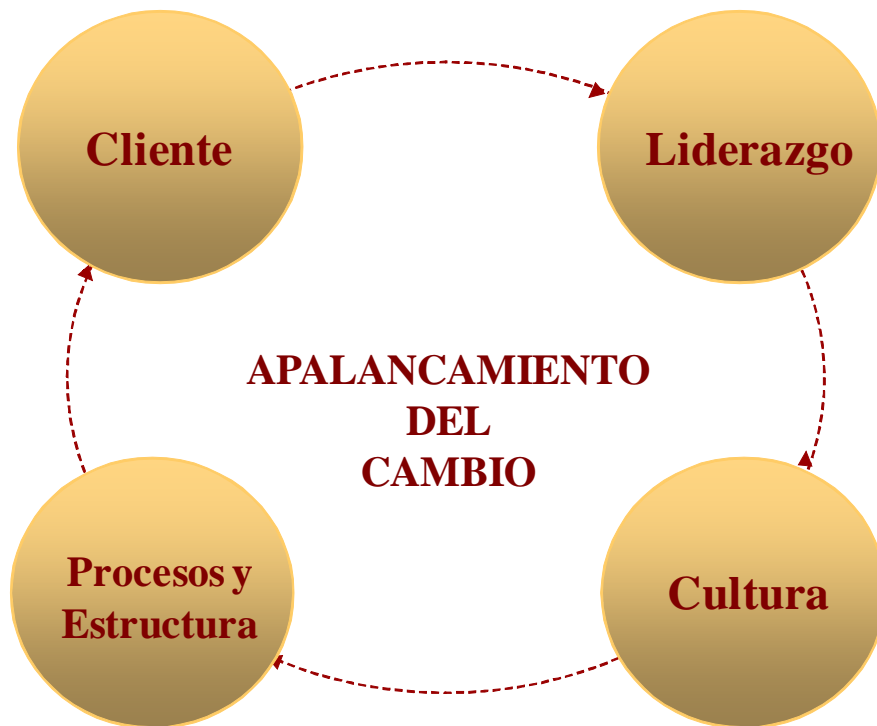 Cliente
Liderazgo
APALANCAMIENTO
DEL
CAMBIO
Procesos y
Estructura
Cultura